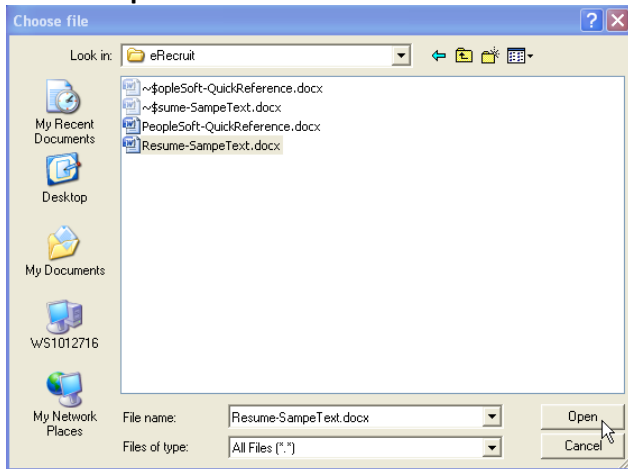 Choose file
Look in:
eRecruit
~$opleSoft-QuickReference.docx
~$sume-SampeText.docx
PeopleSoft-QuickReference.docx
Resume-SampeText.docx
My Recent
Documents
Desktop
My Documents
WS1012716
My Network
Places
File name:
Resume-SampeText.docx
Open
Files of type:
All Files (*.*)
Cancel